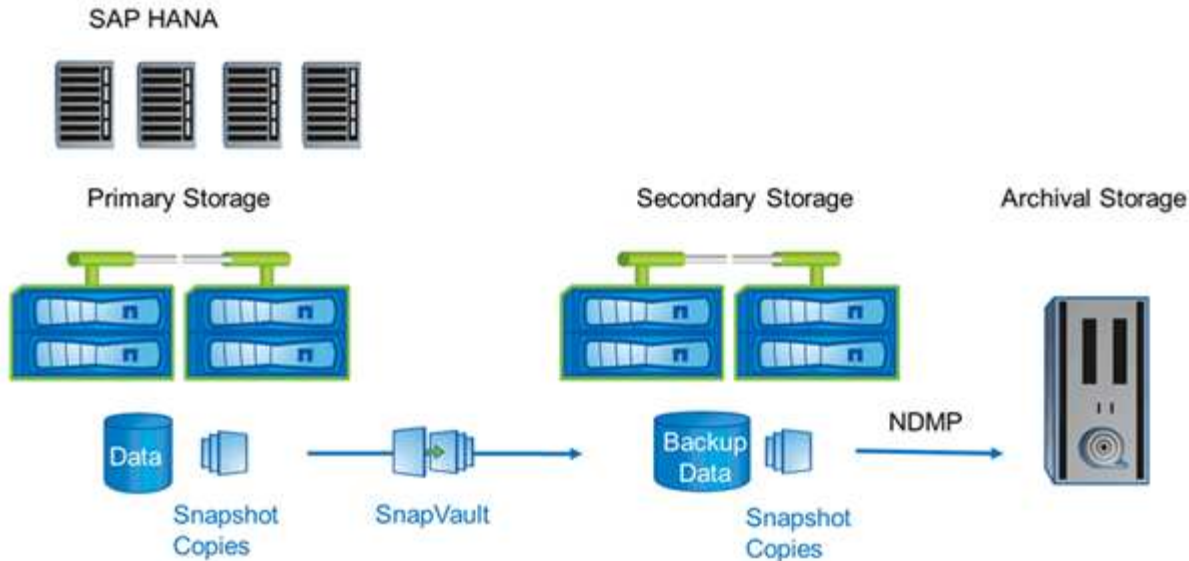 SAP HANA
Primary Storage
Secondary Storage
Archival Storage
Data
Snapshot
Copies
SnapVault
Backup
Data
Snapshot
Copies
NDMP